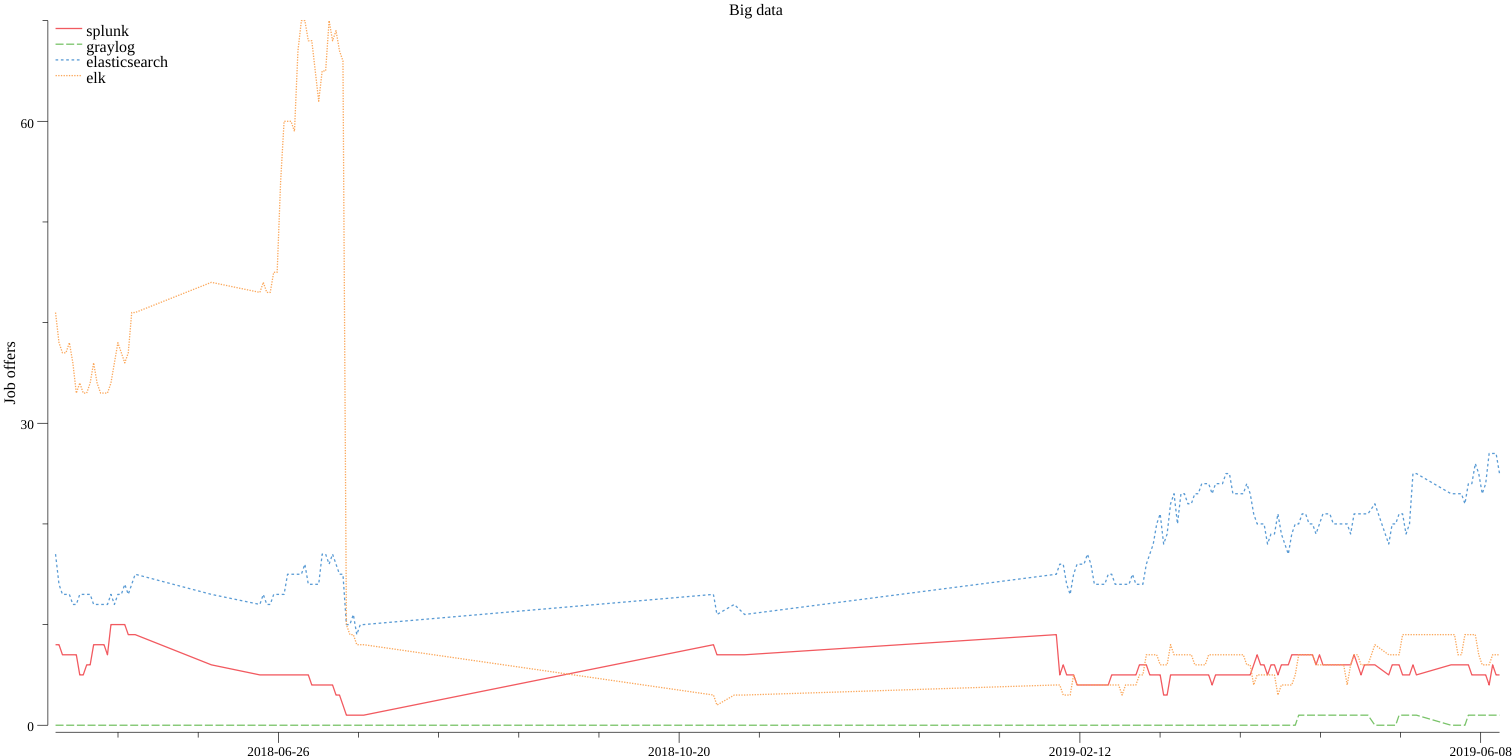 Big data
splunk
graylog
elasticsearch
elk
Job offers
60
30
0
2018-06-26
2018-10-20
2019-02-12
2019-06-08